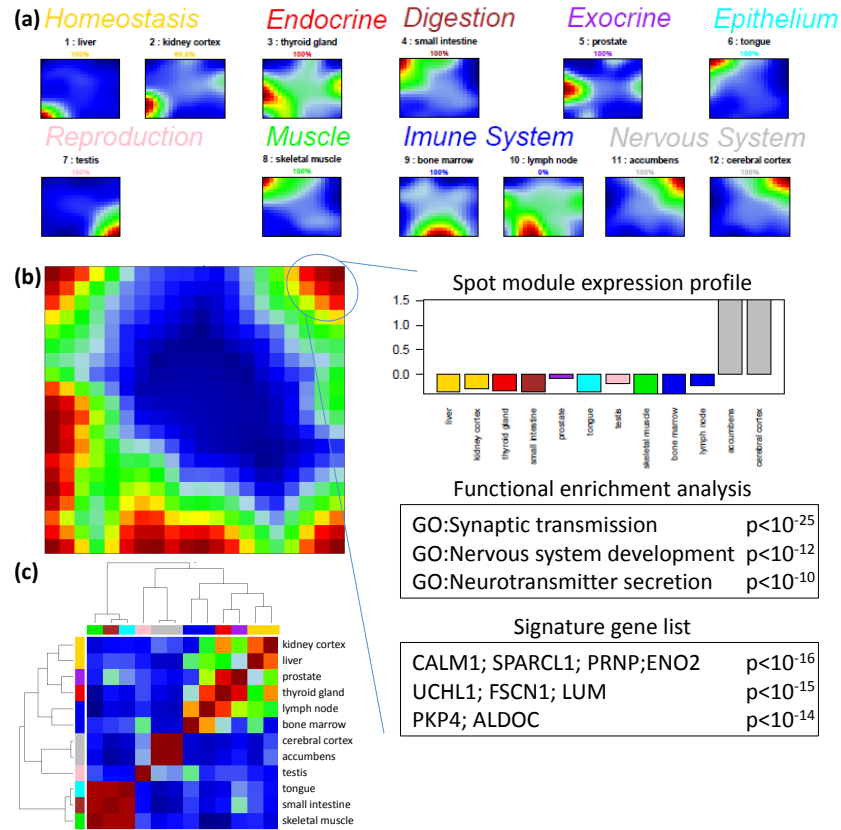 (a) Homeostasis Endocrine Digestion Exocrine Epithelium
1 : liver 2 : kidney cortex 3 : thyroid gland 4 : small intestine 5 : prostate 6 : tongue
100% 100% 100% 100% 100%
Reproduction Muscle Imune System Nervous System
7 : testis 8 : skeletal muscle 9 : bone marrow 10 : lymph node 11 : accumbens 12 : cerebral cortex
100% 100% 100% 0% 100% 100%
(b)
Spot module expression profile
1.5
1.0
0.5
0.0
liver
kidney cortex
thyroid gland
small intestine
prostate
tongue
testis
skeletal muscle
bone marrow
lymph node
accumbens
cerebral cortex
Functional enrichment analysis
GO:Synaptic transmission p<10⁻²⁵
GO:Nervous system development p<10⁻¹²
GO:Neurotransmitter secretion p<10⁻¹⁰
Signature gene list
CALM1; SPARCL1; PRNP;ENO2 p<10⁻¹⁶
UCHL1; FSCN1; LUM p<10⁻¹⁵
PKP4; ALDOC p<10⁻¹⁴
(c)
kidney cortex
liver
prostate
thyroid gland
lymph node
bone marrow
cerebral cortex
accumbens
testis
tongue
small intestine
skeletal muscle